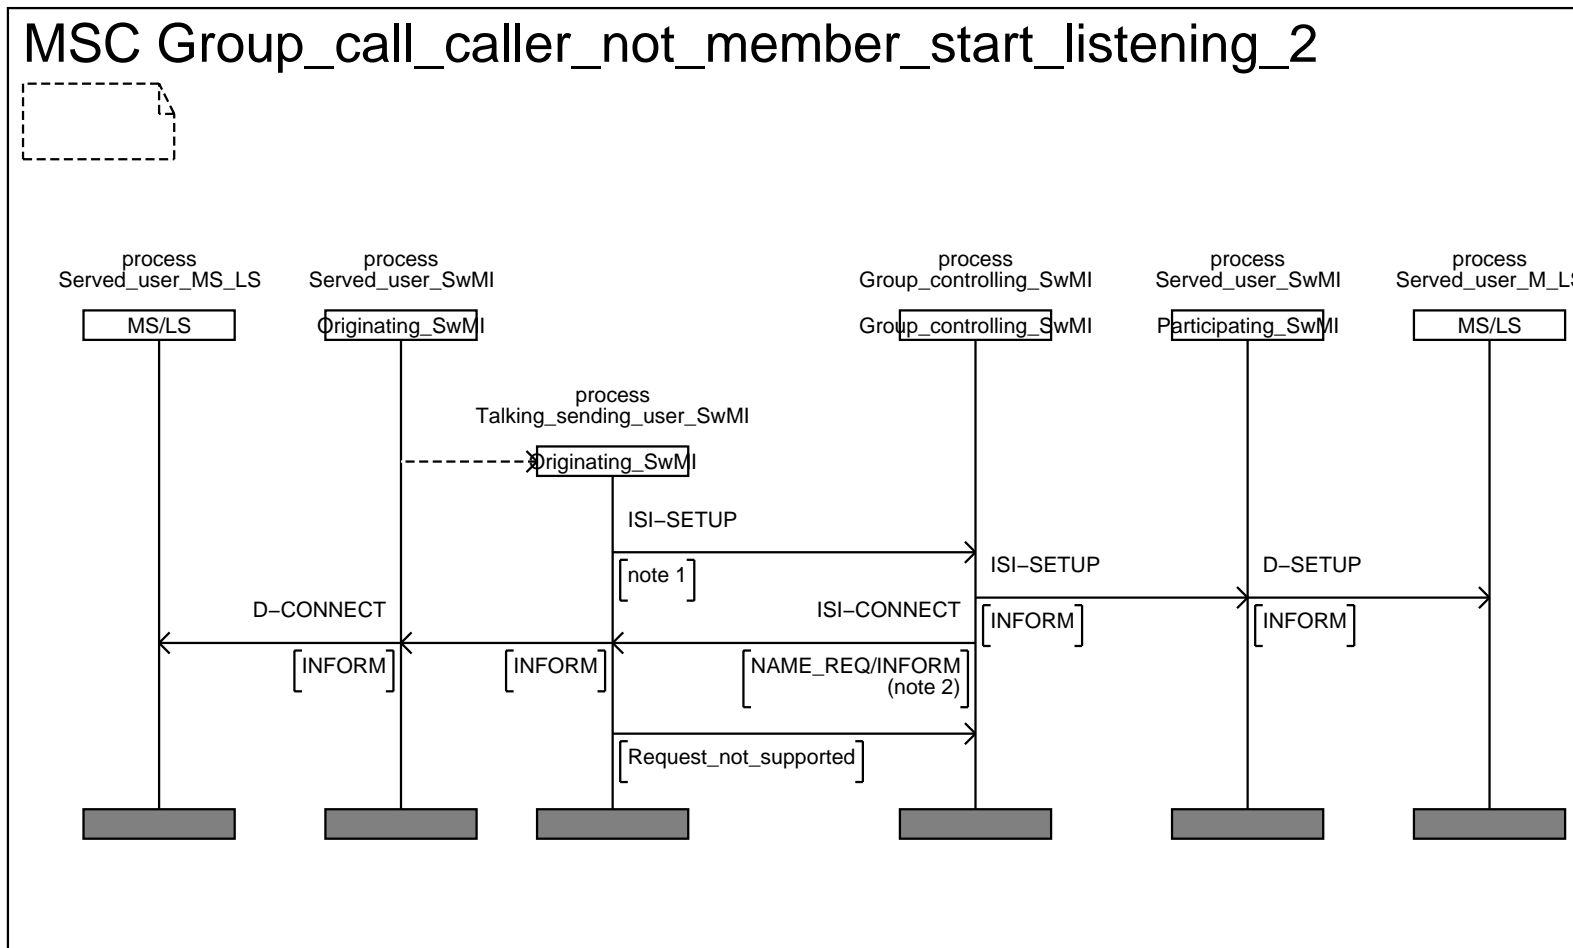 MSC Group_call_caller_not_member_start_listening_2
process
Served_user_MS_LS
MS/LS
process
Served_user_SwMI
Originating_SwMI
process
Group_controlling_SwMI
Group_controlling_SwMI
process
Served_user_SwMI
Participating_SwMI
process
Served_user_M_LS
MS/LS
process
Talking_sending_user_SwMI
Originating_SwMI
ISI–SETUP
note 1
ISI–SETUP
INFORM
D–SETUP
INFORM
D–CONNECT
INFORM
INFORM
ISI–CONNECT
NAME_REQ/INFORM
(note 2)
Request_not_supported